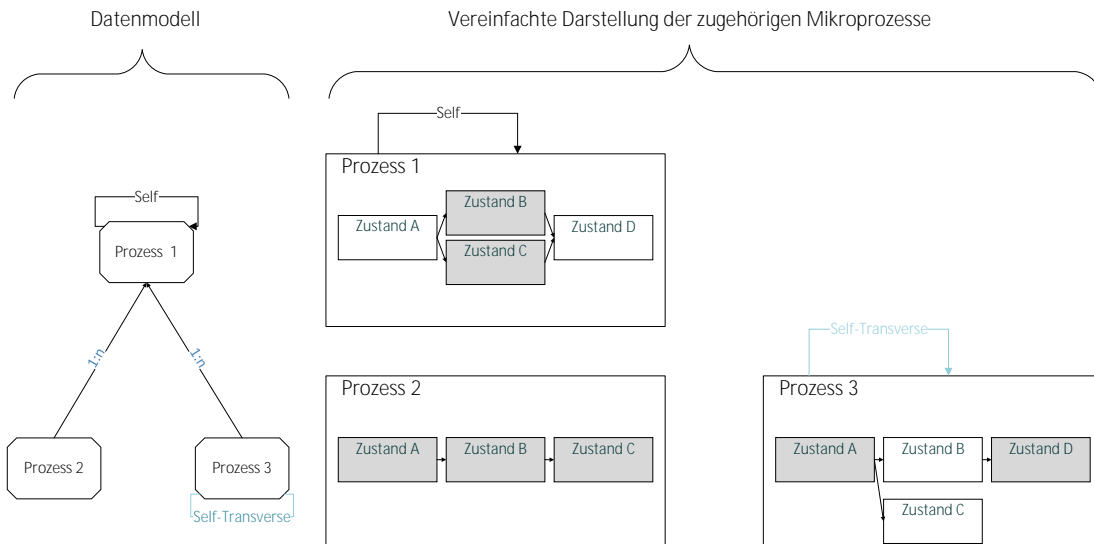 Datenmodell
Vereinfachte Darstellung der zugehörigen Mikroprozesse
Self
Prozess 1
1:n
1:n
Prozess 2
Prozess 3
Self-Transverse
Self
Prozess 1
Zustand A
Zustand B
Zustand C
Zustand D
Prozess 2
Zustand A
Zustand B
Zustand C
Self-Transverse
Prozess 3
Zustand A
Zustand B
Zustand D
Zustand C